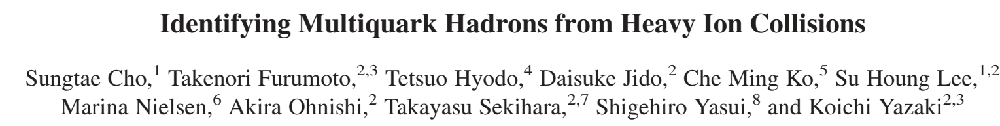 Identifying Multiquark Hadrons from Heavy Ion Collisions
Sungtae Cho,¹ Takenori Furumoto,²,³ Tetsuo Hyodo,⁴ Daisuke Jido,² Che Ming Ko,⁵ Su Houng Lee,¹,²
Marina Nielsen,⁶ Akira Ohnishi,² Takayasu Sekihara,²,⁷ Shigehiro Yasui,⁸ and Koichi Yazaki²,³